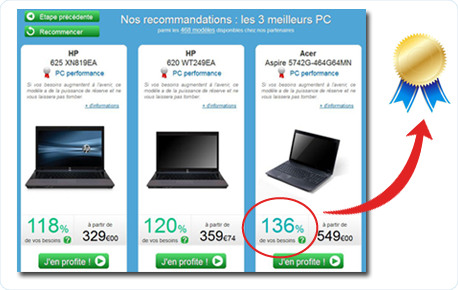 Étape précédente
Recommencer
Nos recommandations : les 3 meilleurs PC
parmi les 468 modèles disponibles chez nos partenaires
HP
625 XN819EA
PC performance
Si vos besoins augmentent à l'avenir, ce modèle a de la puissance de réserve et ne vous laissera pas tomber.
+ d'informations
118%
de vos besoins ?
à partir de
329€00
J'en profite !
HP
620 WT249EA
PC performance
Si vos besoins augmentent à l'avenir, ce modèle a de la puissance de réserve et ne vous laissera pas tomber.
+ d'informations
120%
de vos besoins ?
à partir de
359€74
J'en profite !
Acer
Aspire 5742G-464G64MN
PC performance
Si vos besoins augmentent à l'avenir, ce modèle a de la puissance de réserve et ne vous laissera pas tomber.
+ d'informations
136%
de vos besoins ?
à partir de
549€00
J'en profite !